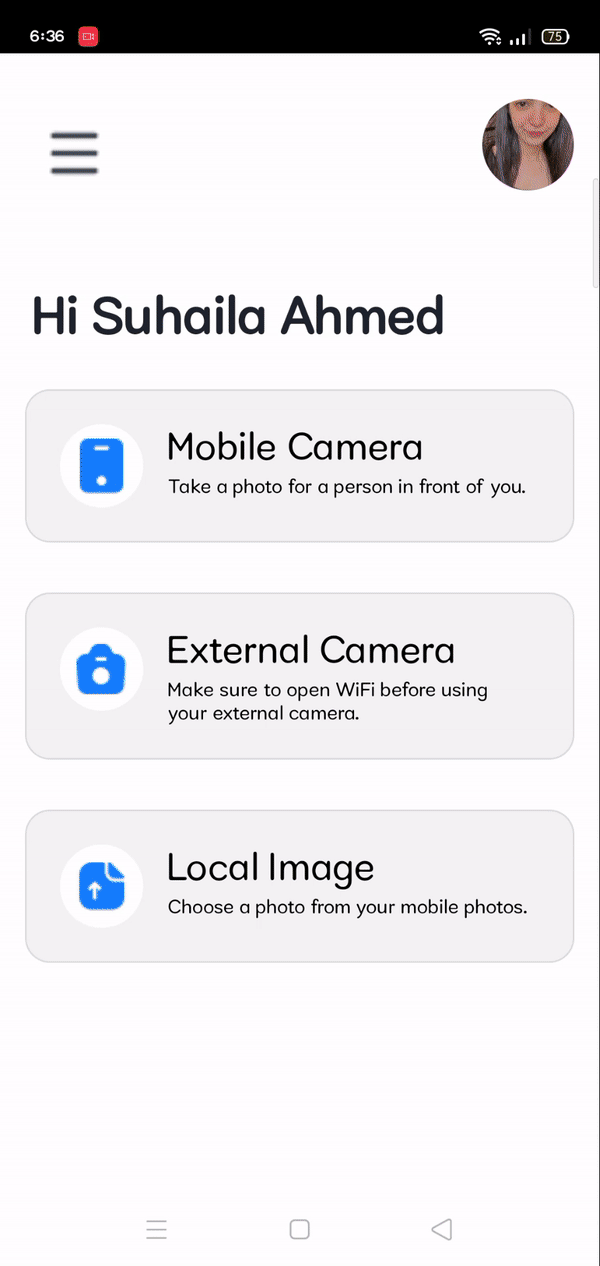 6:36
75
Hi Suhaila Ahmed
Mobile Camera
Take a photo for a person in front of you.
External Camera
Make sure to open WiFi before using
your external camera.
Local Image
Choose a photo from your mobile photos.